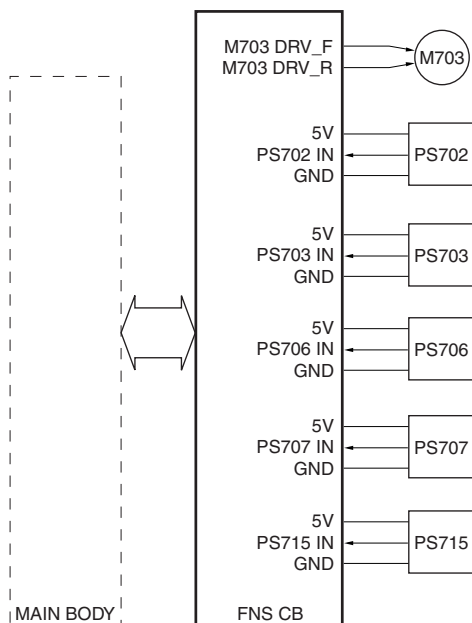 M703 DRV_F
M703 DRV_R
M703
5V
PS702 IN
GND
PS702
5V
PS703 IN
GND
PS703
5V
PS706 IN
GND
PS706
5V
PS707 IN
GND
PS707
5V
PS715 IN
GND
PS715
MAIN BODY
FNS CB